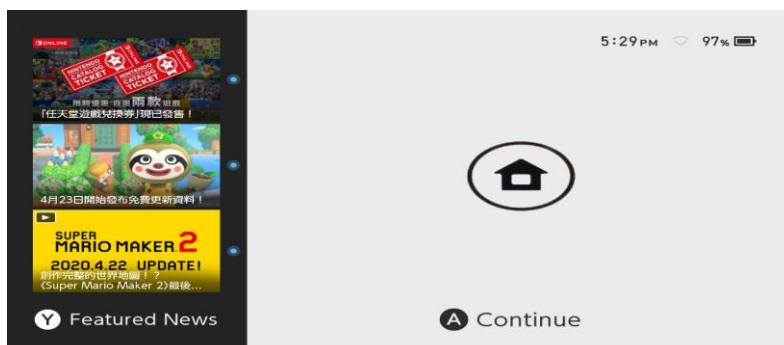 ONLINE
NINTENDO
CATALOG
TICKET
NINTENDO
CATALOG
TICKET
限時優惠 自選兩款遊戲
「任天堂遊戲兌換券」現已發售！
4月23日開始發布免費更新資料！
SUPER
MARIO MAKER 2
2020.4.22 UPDATE!
創作完整的世界地圖！？
《Super Mario Maker 2》最後...
Y Featured News
5:29 PM 97%
A Continue